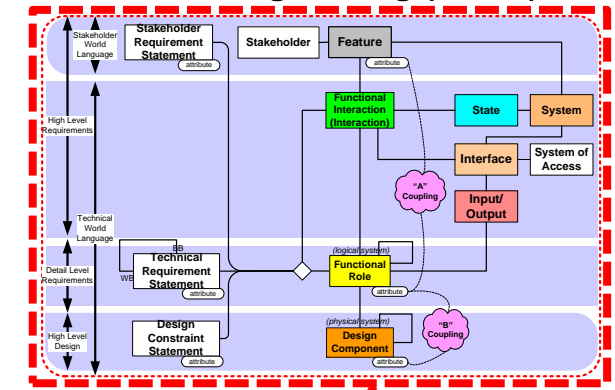 Stakeholder
World
Language
Stakeholder
Requirement
Statement
attribute
Stakeholder
Feature
attribute
High Level
Requirements
Functional
Interaction
(Interaction)
State
System
Interface
System of
Access
"A"
Coupling
Input/
Output
Technical
World
Language
Detail Level
Requirements
BB
WB
Technical
Requirement
Statement
attribute
(logical system)
Functional
Role
attribute
High Level
Design
Design
Constraint
Statement
attribute
(physical system)
Design
Component
attribute
"B"
Coupling